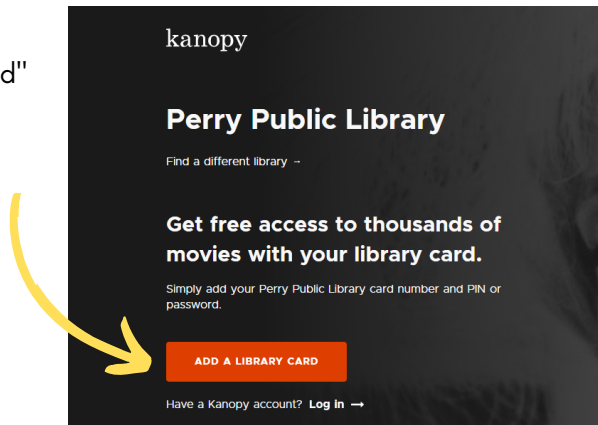 d"
kanopy
Perry Public Library
Find a different library →
Get free access to thousands of
movies with your library card.
Simply add your Perry Public Library card number and PIN or
password.
ADD A LIBRARY CARD
Have a Kanopy account? Log in →